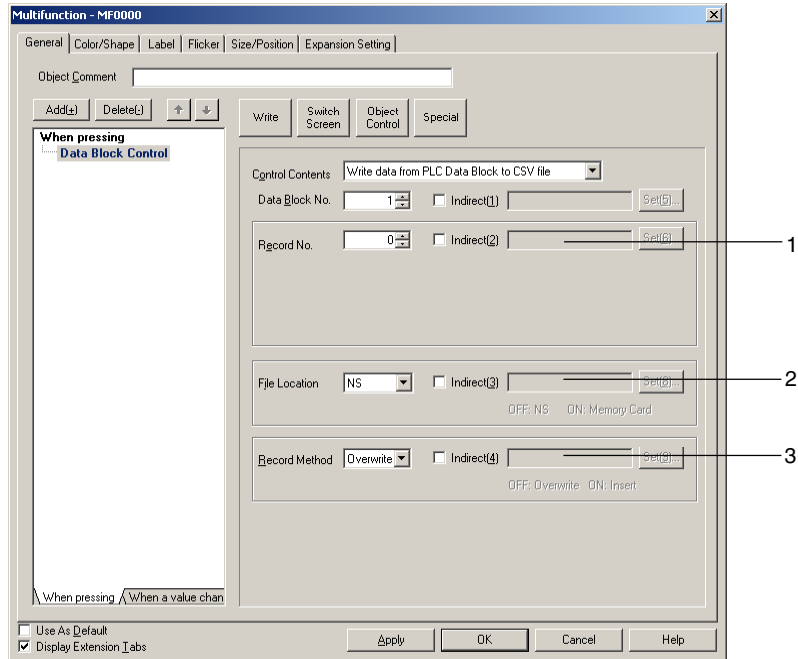 Multifunction - MF0000
General Color/Shape Label Flicker Size/Position Expansion Setting
Object Comment
Add(+) Delete(-)
Write Switch Screen Object Control Special
When pressing
Data Block Control
Control Contents Write data from PLC Data Block to CSV file
Data Block No. 1 Indirect(1) Set(5)...
Record No. 0 Indirect(2) Set(6)... 1
File Location NS Indirect(3) Set(8)... 2
OFF: NS ON: Memory Card
Record Method Overwrite Indirect(4) Set(9)... 3
OFF: Overwrite ON: Insert
When pressing When a value chan
Use As Default
Display Extension Tabs
Apply OK Cancel Help